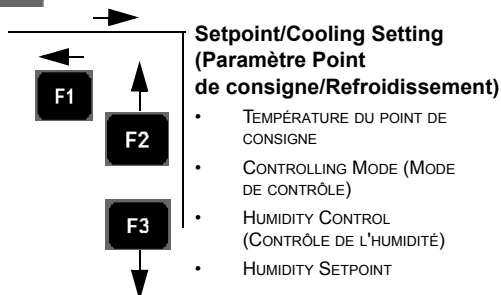 F1
F2
F3
Setpoint/Cooling Setting
(Paramètre Point
de consigne/Refroidissement)
• TEMPÉRATURE DU POINT DE
CONSIGNE
• CONTROLLING MODE (MODE
DE CONTRÔLE)
• HUMIDITY CONTROL
(CONTRÔLE DE L'HUMIDITÉ)
• HUMIDITY SETPOINT